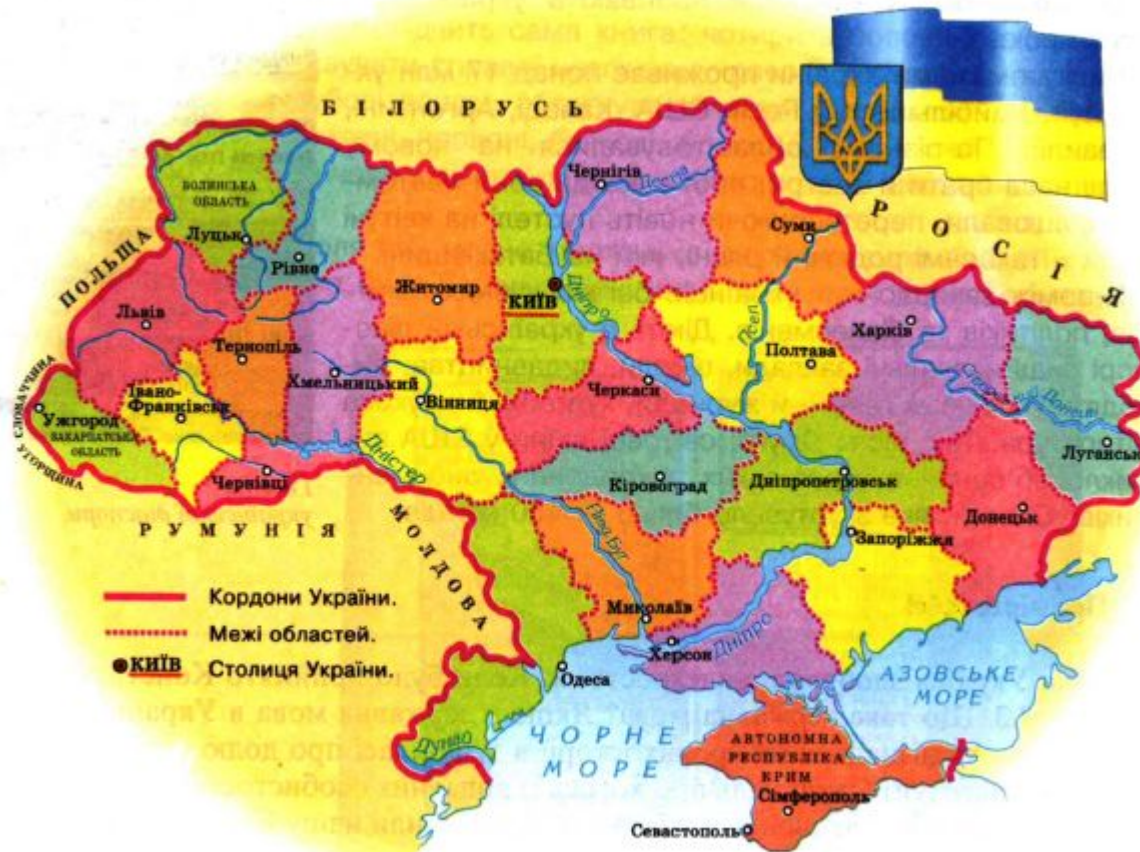 БІЛОРУСЬ
РОСІЯ
ПОЛЬЩА
СЛОВАЧЧИНА
УГОРЩИНА
РУМУНІЯ
МОЛДОВА
ВОЛИНСЬКА
ОБЛАСТЬ
Луцьк
Рівне
Житомир
КИЇВ
Чернігів
Десна
Суми
Дніпро
Псел
Полтава
Харків
Сіверський Донець
Луганськ
Львів
Тернопіль
Хмельницький
Вінниця
Черкаси
Івано-
Франківськ
Ужгород
ЗАКАРПАТСЬКА
ОБЛАСТЬ
Чернівці
Дністер
Кіровоград
Дніпропетровськ
Донецьк
Запоріжжя
Півд. Буг
Миколаїв
Херсон
Дніпро
Одеса
Дунай
ЧОРНЕ
МОРЕ
АЗОВСЬКЕ
МОРЕ
АВТОНОМНА
РЕСПУБЛІКА
КРИМ
Сімферополь
Севастополь
Кордони України.
Межі областей.
КИЇВ Столиця України.